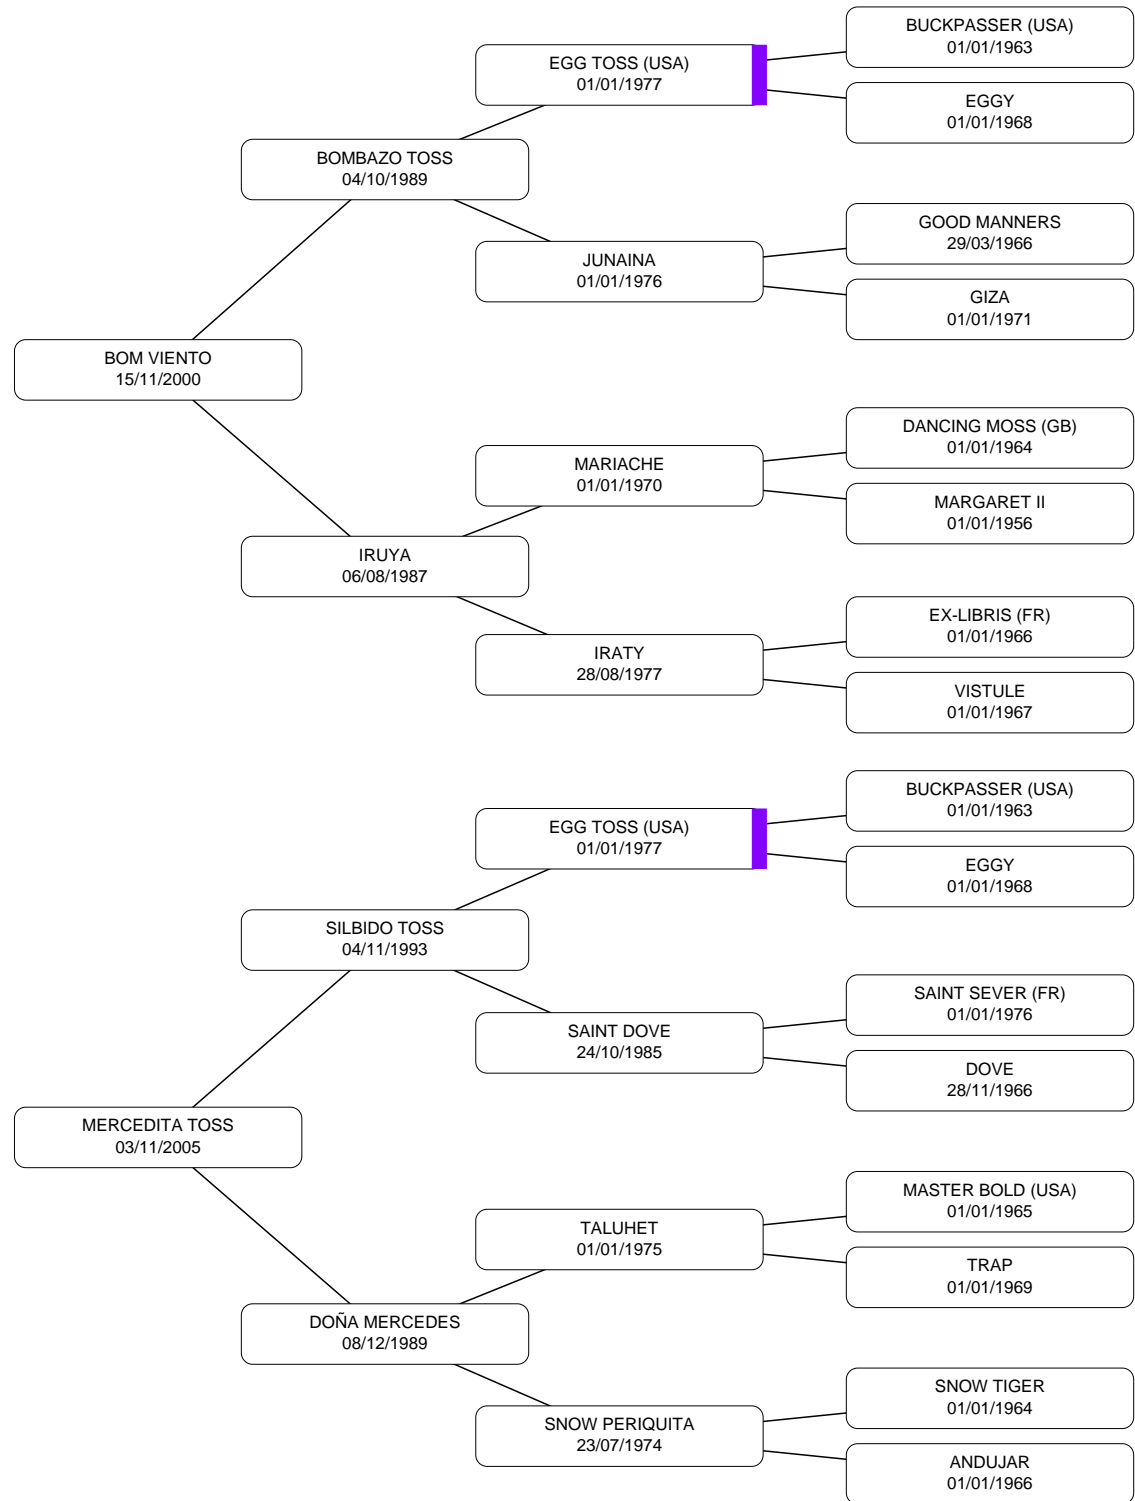 BUCKPASSER (USA)
01/01/1963
EGG TOSS (USA)
01/01/1977
EGGY
01/01/1968
BOMBAZO TOSS
04/10/1989
GOOD MANNERS
29/03/1966
JUNAINA
01/01/1976
GIZA
01/01/1971
BOM VIENTO
15/11/2000
DANCING MOSS (GB)
01/01/1964
MARIACHE
01/01/1970
MARGARET II
01/01/1956
IRUYA
06/08/1987
EX-LIBRIS (FR)
01/01/1966
IRATY
28/08/1977
VISTULE
01/01/1967
BUCKPASSER (USA)
01/01/1963
EGG TOSS (USA)
01/01/1977
EGGY
01/01/1968
SILBIDO TOSS
04/11/1993
SAINT SEVER (FR)
01/01/1976
SAINT DOVE
24/10/1985
DOVE
28/11/1966
MERCEDITA TOSS
03/11/2005
MASTER BOLD (USA)
01/01/1965
TALUHET
01/01/1975
TRAP
01/01/1969
DOÑA MERCEDES
08/12/1989
SNOW TIGER
01/01/1964
SNOW PERIQUITA
23/07/1974
ANDUJAR
01/01/1966